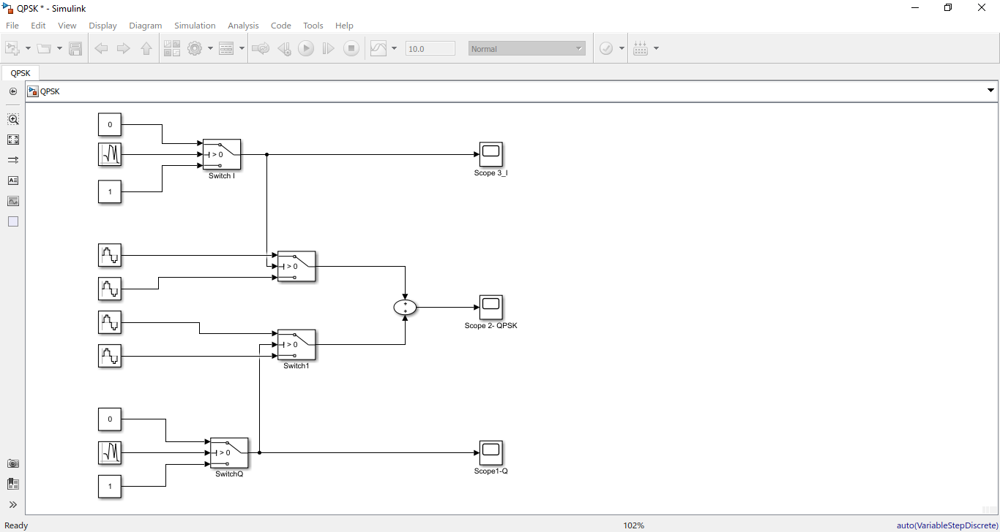 QPSK * - Simulink
File Edit View Display Diagram Simulation Analysis Code Tools Help
10.0 Normal
QPSK
QPSK
0
> 0
Switch I
1
Scope 3_I
> 0
+
+
Scope 2- QPSK
> 0
Switch1
0
> 0
SwitchQ
1
Scope1-Q
Ready 102% auto(VariableStepDiscrete)